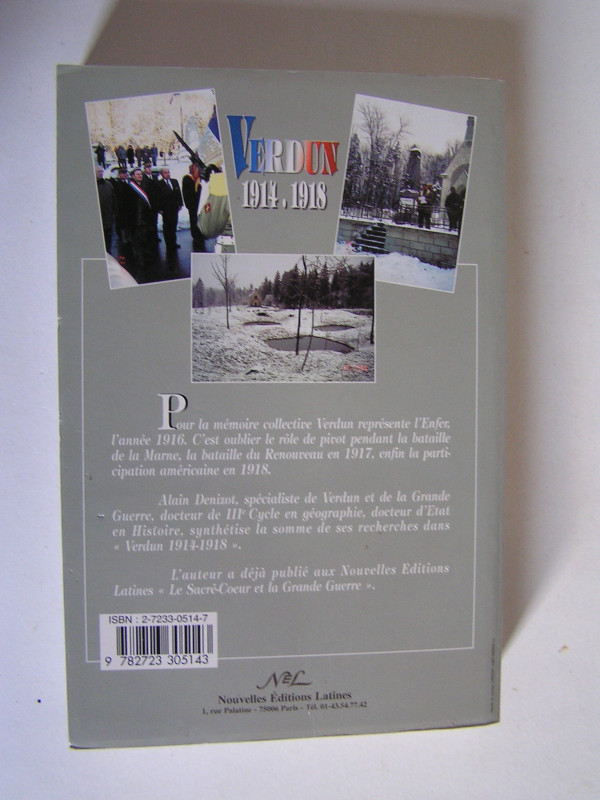 VERDUN
1914.1918
Pour la mémoire collective Verdun représente l'Enfer,
l'année 1916. C'est oublier le rôle de pivot pendant la bataille
de la Marne, la bataille du Renouveau en 1917, enfin la parti-
cipation américaine en 1918.
Alain Denizot, spécialiste de Verdun et de la Grande
Guerre, docteur de IIIe Cycle en géographie, docteur d'Etat
en Histoire, synthétise la somme de ses recherches dans
« Verdun 1914-1918 ».
L'auteur a déjà publié aux Nouvelles Editions
Latines « Le Sacré-Coeur et la Grande Guerre ».
ISBN : 2-7233-0514-7
9 782723 305143
NEL
Nouvelles Éditions Latines
1, rue Palatine - 75006 Paris - Tél. 01-43.54.77.42